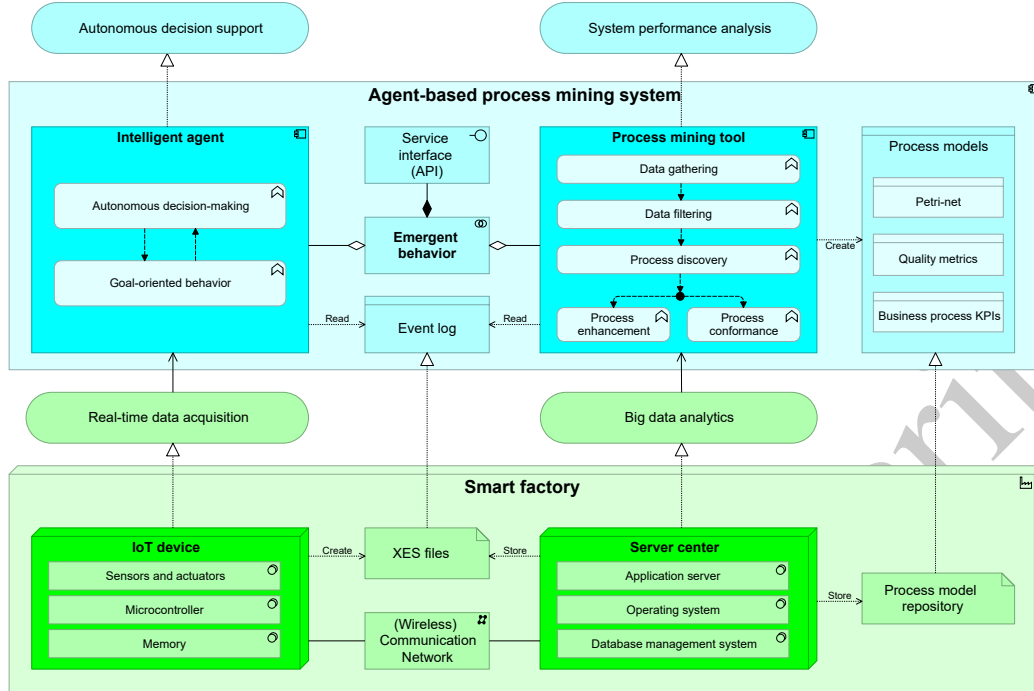 Autonomous decision support
System performance analysis
Agent-based process mining system
Intelligent agent
Autonomous decision-making
Goal-oriented behavior
Service
interface
(API)
Emergent
behavior
Read
Event log
Read
Process mining tool
Data gathering
Data filtering
Process discovery
Process
enhancement
Process
conformance
Create
Process models
Petri-net
Quality metrics
Business process KPIs
Real-time data acquisition
Big data analytics
Smart factory
IoT device
Sensors and actuators
Microcontroller
Memory
Create
XES files
Store
(Wireless)
Communication
Network
Server center
Application server
Operating system
Database management system
Store
Process model
repository